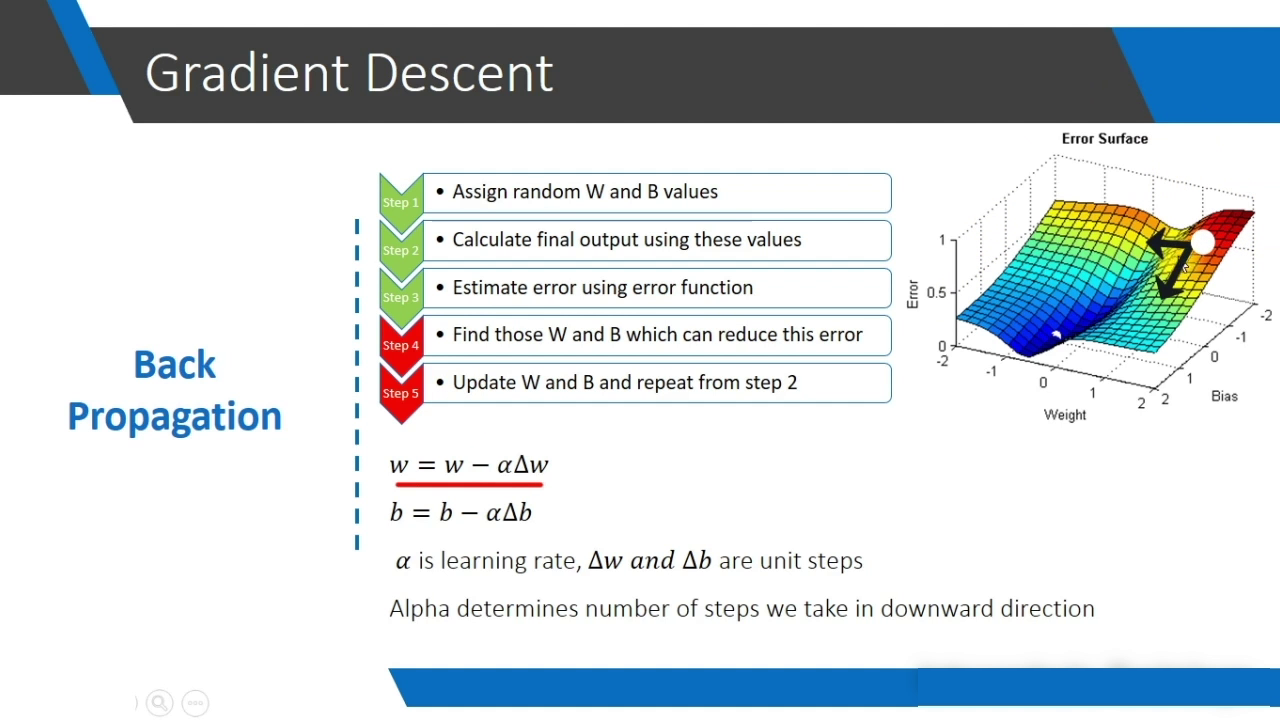 Gradient Descent
Back
Propagation
Step 1
• Assign random W and B values
Step 2
• Calculate final output using these values
Step 3
• Estimate error using error function
Step 4
• Find those W and B which can reduce this error
Step 5
• Update W and B and repeat from step 2
w = w − αΔw
b = b − αΔb
α is learning rate, Δw and Δb are unit steps
Alpha determines number of steps we take in downward direction
Error Surface
1
0.5
0
Error
-2
-1
0
1
2
Weight
2
1
0
-1
-2
Bias